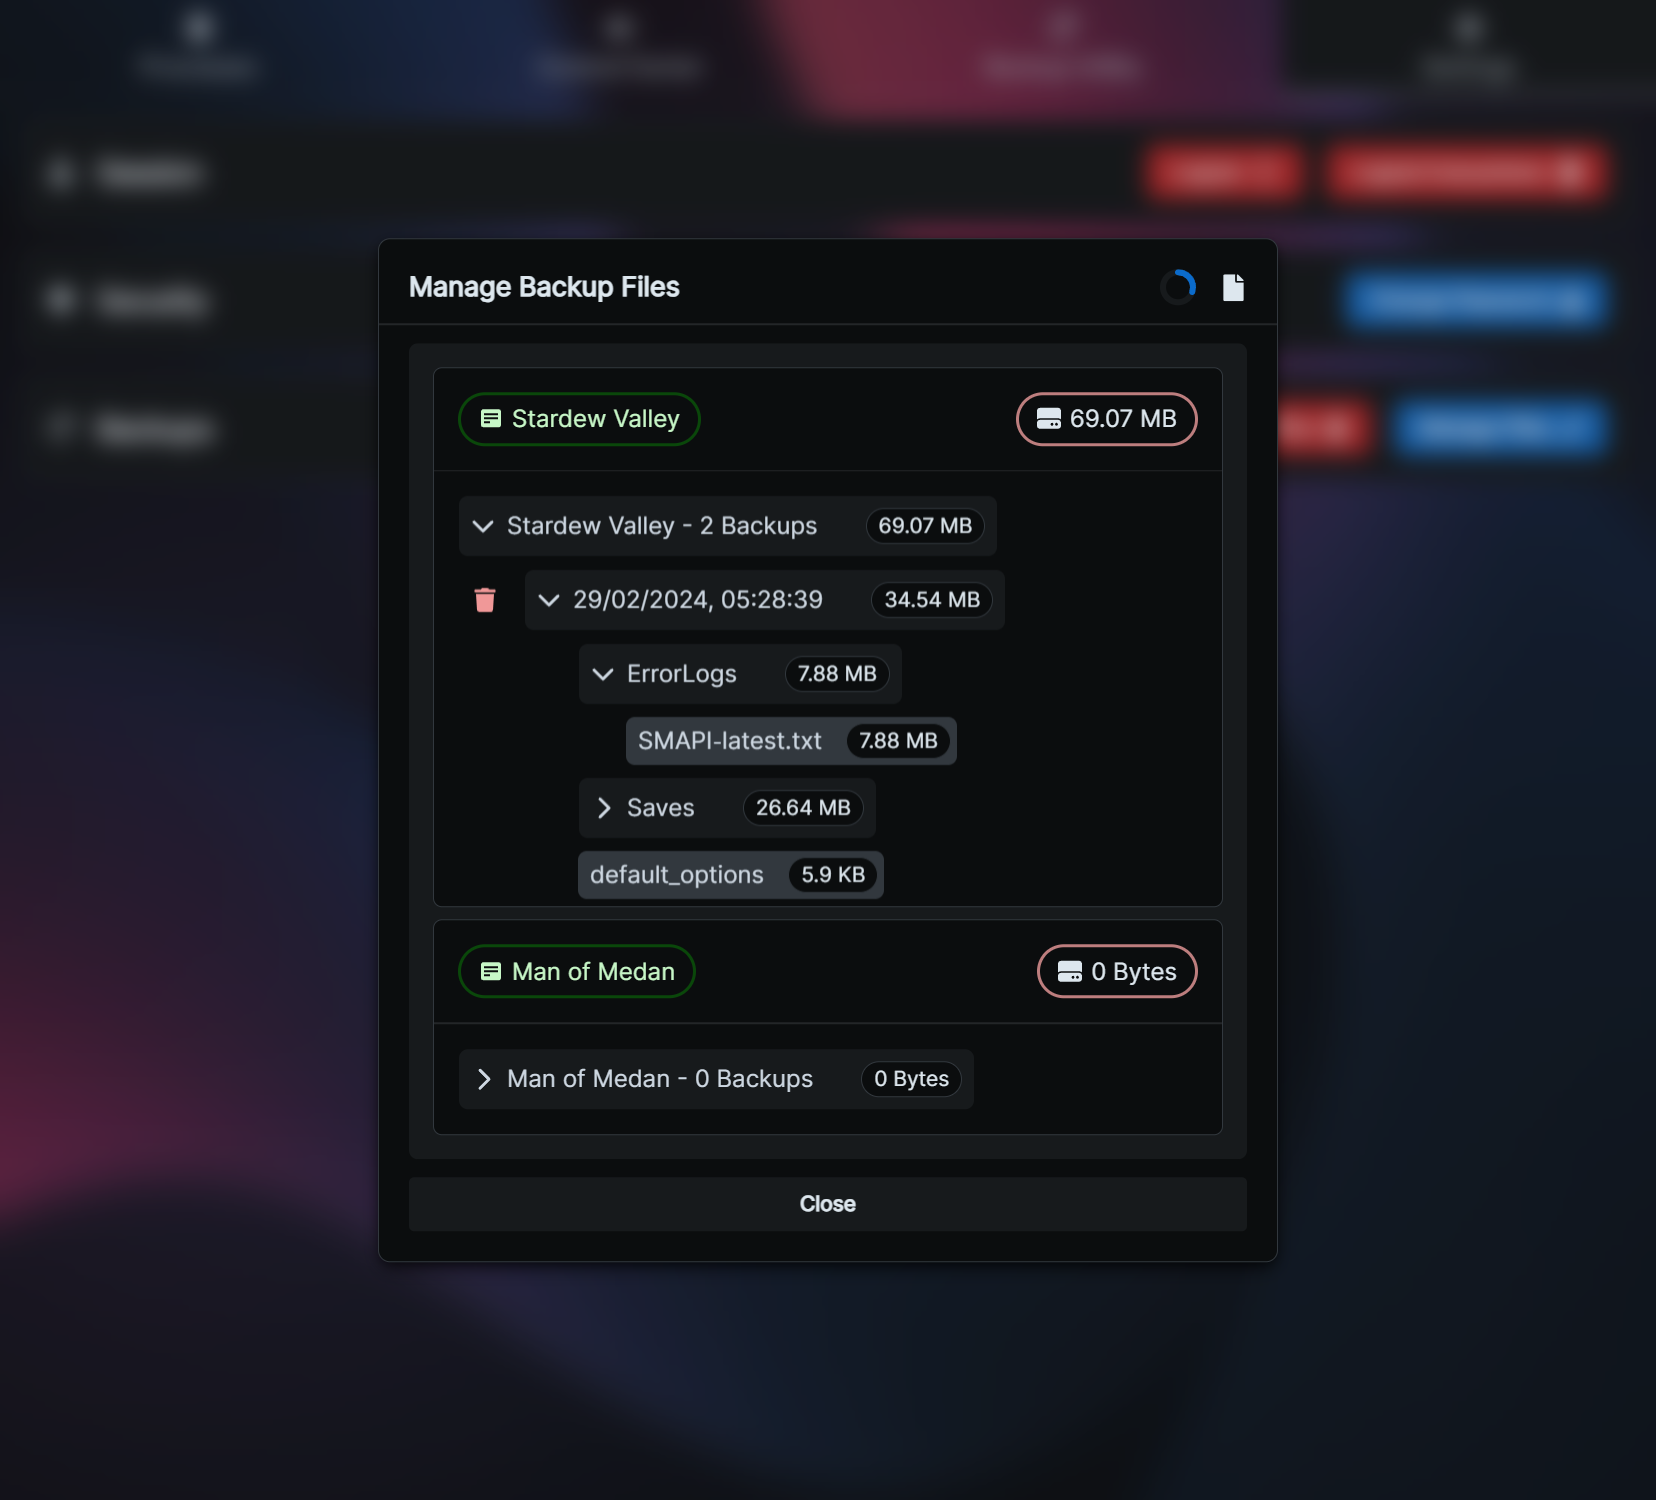 Manage Backup Files
Stardew Valley
69.07 MB
Stardew Valley - 2 Backups 69.07 MB
29/02/2024, 05:28:39 34.54 MB
ErrorLogs 7.88 MB
SMAPI-latest.txt 7.88 MB
Saves 26.64 MB
default_options 5.9 KB
Man of Medan
0 Bytes
Man of Medan - 0 Backups 0 Bytes
Close